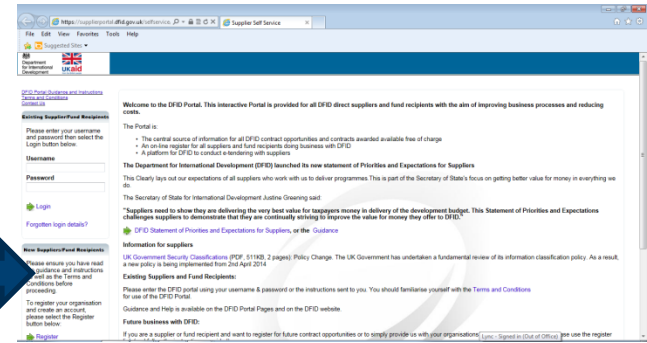 https://supplierportal.dfid.gov.uk/selfservice.
Supplier Self Service
File Edit View Favorites Tools Help
Suggested Sites
Department
for International
Development
UKaid
DFID Portal Guidance and Instructions
Terms and Conditions
Contact Us
Existing Supplier/Fund Recipients
Please enter your username
and password then select the
Login button below.
Username
Password
Login
Forgotten login details?
New Suppliers/Fund Recipients
Please ensure you have read
guidance and instructions
well as the Terms and
Conditions before
proceeding.
To register your organisation
and create an account,
please select the Register
button below.
Register
Welcome to the DFID Portal. This interactive Portal is provided for all DFID direct suppliers and fund recipients with the aim of improving business processes and reducing
costs.
The Portal is:
• The central source of information for all DFID contract opportunities and contracts awarded available free of charge
• An on-line register for all suppliers and fund recipients doing business with DFID
• A platform for DFID to conduct e-tendering with suppliers
The Department for International Development (DFID) launched its new statement of Priorities and Expectations for Suppliers
This Clearly lays out our expectations of all suppliers who work with us to deliver programmes.This is part of the Secretary of State's focus on getting better value for money in everything we
do.
The Secretary of State for International Development Justine Greening said:
"Suppliers need to show they are delivering the very best value for taxpayers money in delivery of the development budget. This Statement of Priorities and Expectations
challenges suppliers to demonstrate that they are continually striving to improve the value for money they offer to DFID."
DFID Statement of Priorities and Expectations for Suppliers, or the Guidance
Information for suppliers
UK Government Security Classifications (PDF, 511KB, 2 pages): Policy Change. The UK Government has undertaken a fundamental review of its information classification policy. As a result,
a new policy is being implemented from 2nd April 2014
Existing Suppliers and Fund Recipients:
Please enter the DFID portal using your username & password or the instructions sent to you. You should familiarise yourself with the Terms and Conditions
for use of the DFID Portal.
Guidance and Help is available on the DFID Portal Pages and on the DFID website.
Future business with DFID:
If you are a supplier or fund recipient and want to register for future contract opportunities or to simply provide us with your organisations
Lync - Signed in (Out of Office)
se use the register